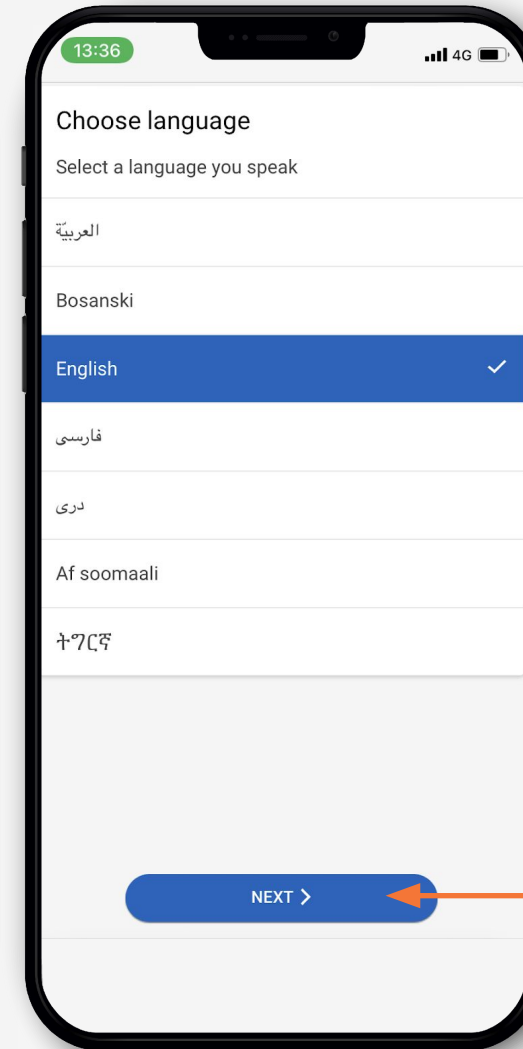 13:36
4G
Choose language
Select a language you speak
العربيّة
Bosanski
English
فارسی
دری
Af soomaali
ትግርኛ
NEXT